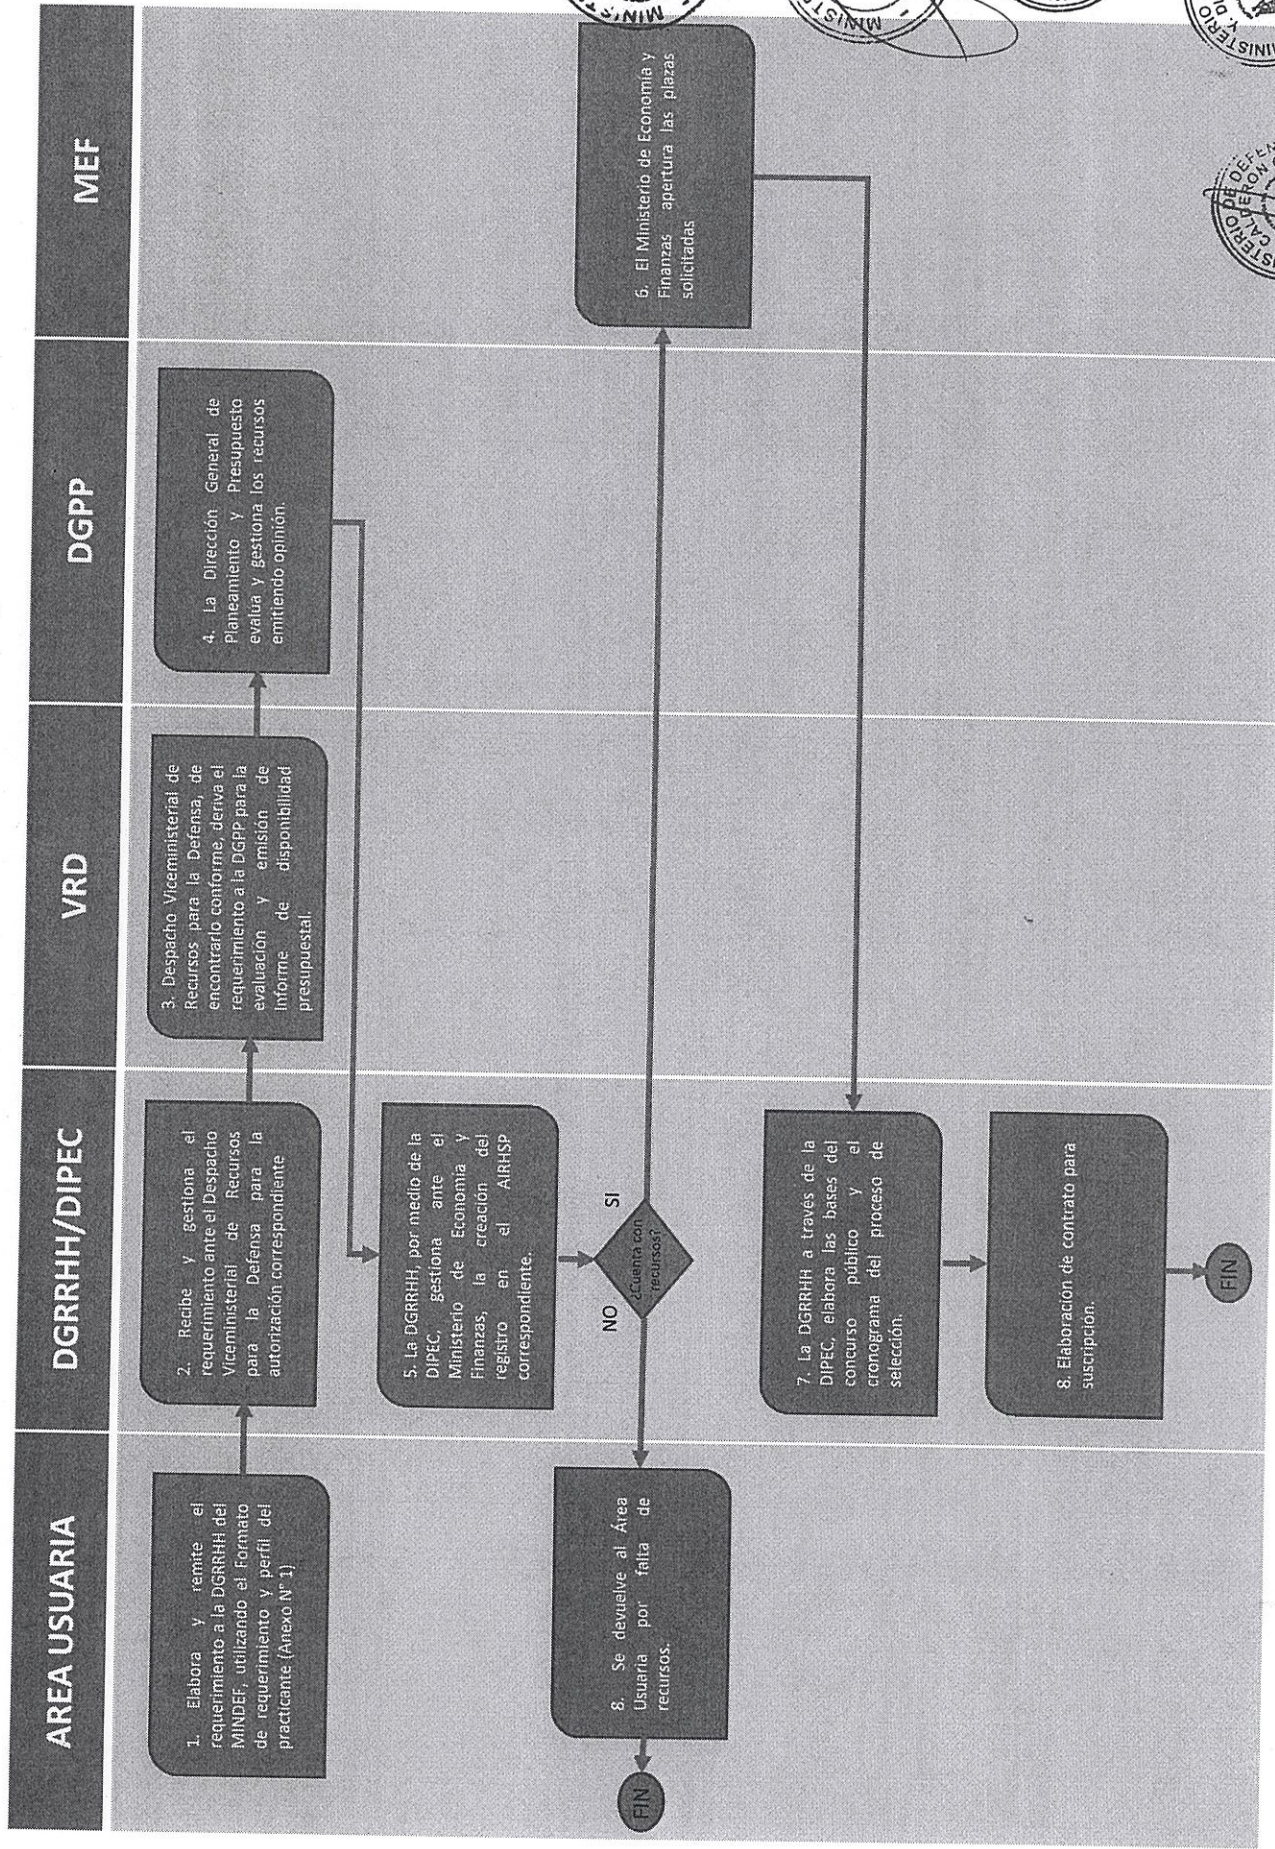 AREA USUARIA
DGRRHH/DIPEC
VRD
DGPP
MEF
1. Elabora y remite el
requerimiento a la DGRRHH del
MINDEF, utilizando el Formato
de requerimiento y perfil del
practicante (Anexo N° 1)
2. Recibe y gestiona el
requerimiento ante el Despacho
Viceministerial de Recursos
para la Defensa para la
autorización correspondiente
3. Despacho Viceministerial de
Recursos para la Defensa, de
encontrarlo conforme, deriva el
requerimiento a la DGPP para la
evaluación y emisión de
Informe de disponibilidad
presupuestal.
4. La Dirección General de
Planeamiento y Presupuesto
evalúa y gestiona los recursos
emitiendo opinión.
5. La DGRRHH, por medio de la
DIPEC, gestiona ante el
Ministerio de Economía y
Finanzas, la creación del
registro en el AIRHSP
correspondiente.
¿Cuenta con
recursos?
NO
SI
8. Se devuelve al Área
Usuaria por falta de
recursos.
FIN
6. El Ministerio de Economía y
Finanzas apertura las plazas
solicitadas
7. La DGRRHH a través de la
DIPEC, elabora las bases del
concurso público y el
cronograma del proceso de
selección.
8. Elaboración de contrato para
suscripción.
FIN